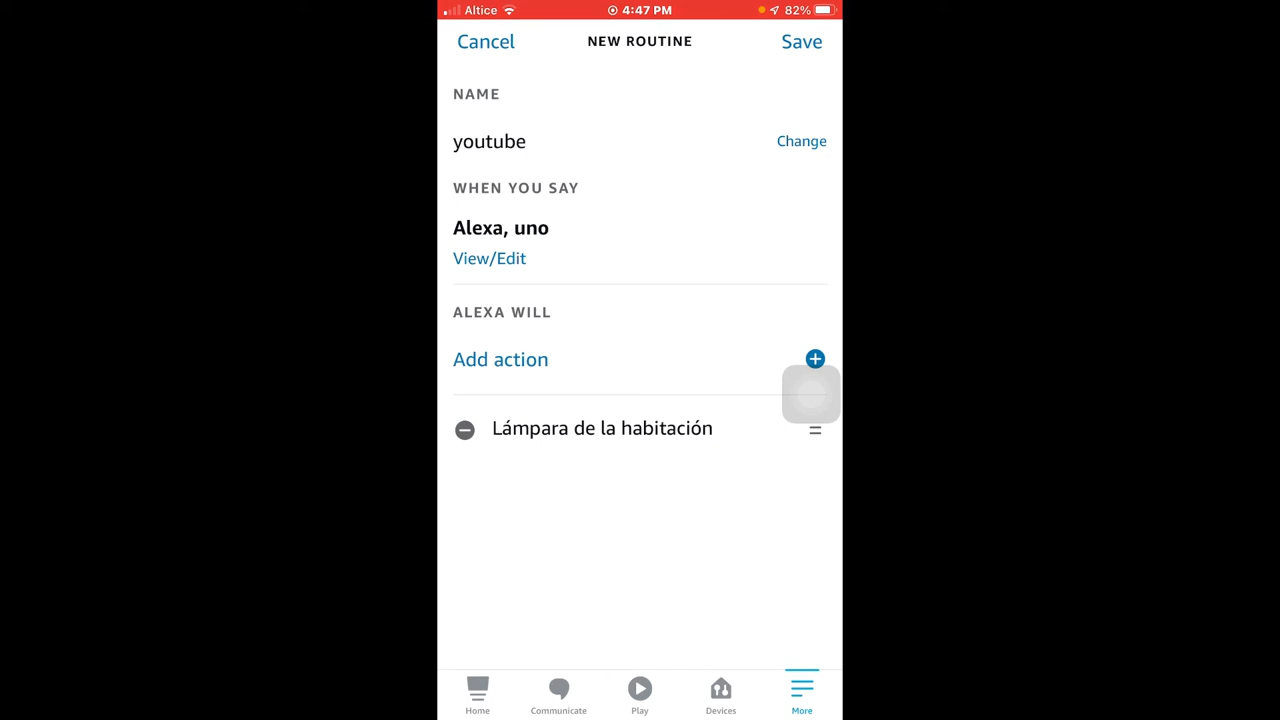 Altice 4:47 PM 82%
Cancel NEW ROUTINE Save
NAME
youtube Change
WHEN YOU SAY
Alexa, uno
View/Edit
ALEXA WILL
Add action
Lámpara de la habitación
Home Communicate Play Devices More